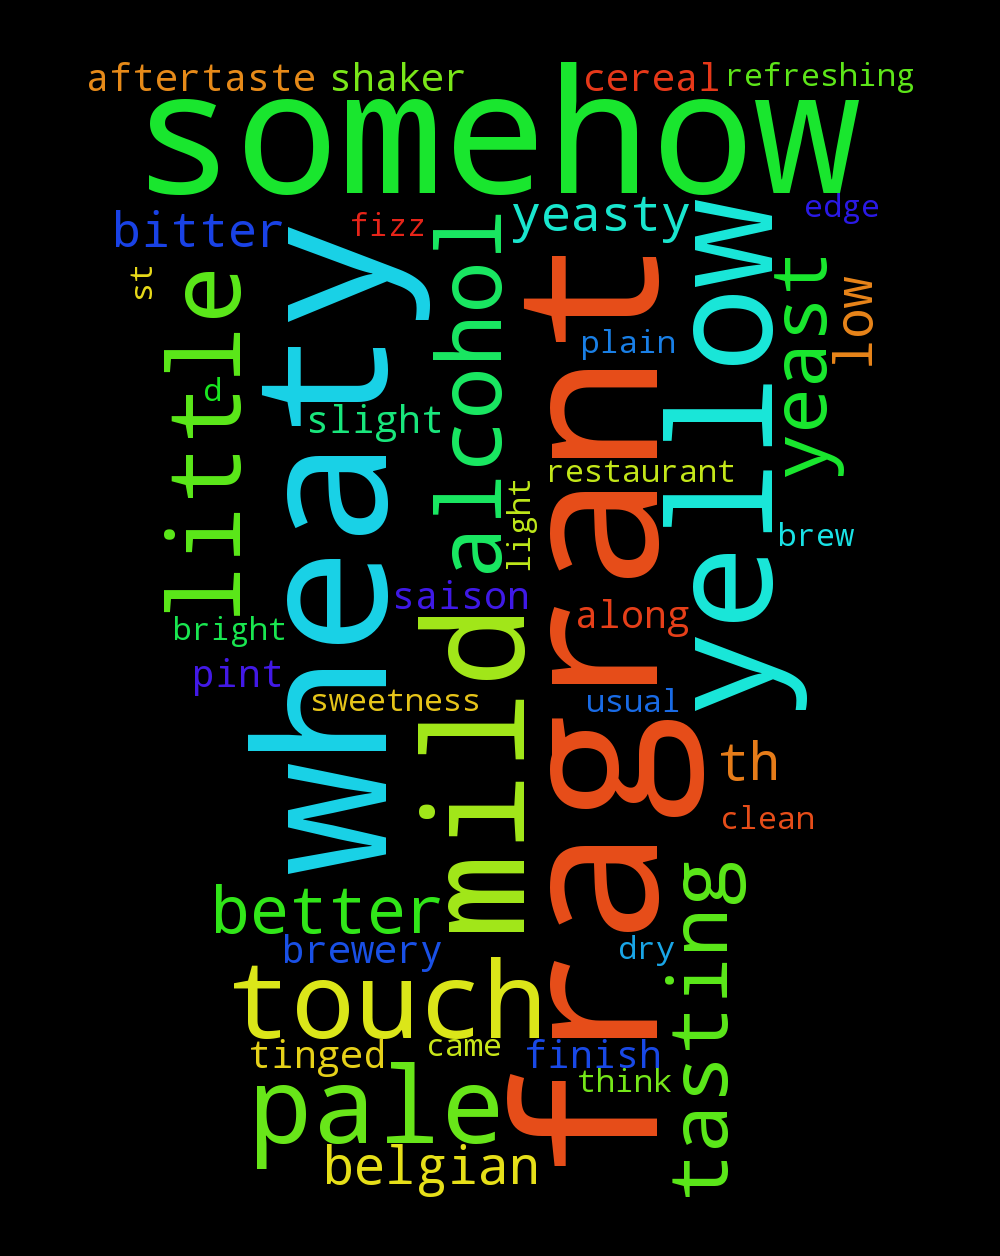 aftertaste shaker cereal refreshing
somehow
bitter fizz yeasty edge
st
little
wheaty
alcohol
fragrant
yellow
yeast
low
d
plain
slight
restaurant
light
brew
saison
along
bright
pint
sweetness
usual
mild
th
clean
better
brewery
dry
touch
tasting
tinged
came
finish
think
pale
belgian